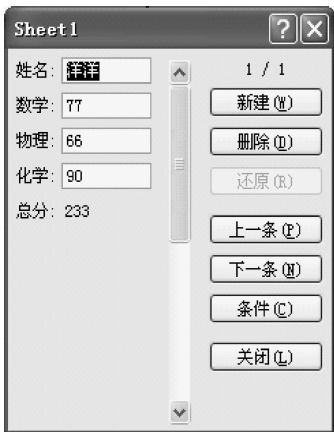 Sheet1
姓名: 洋洋
数学: 77
物理: 66
化学: 90
总分: 233
1 / 1
新建(W)
删除(D)
还原(R)
上一条(P)
下一条(N)
条件(C)
关闭(L)